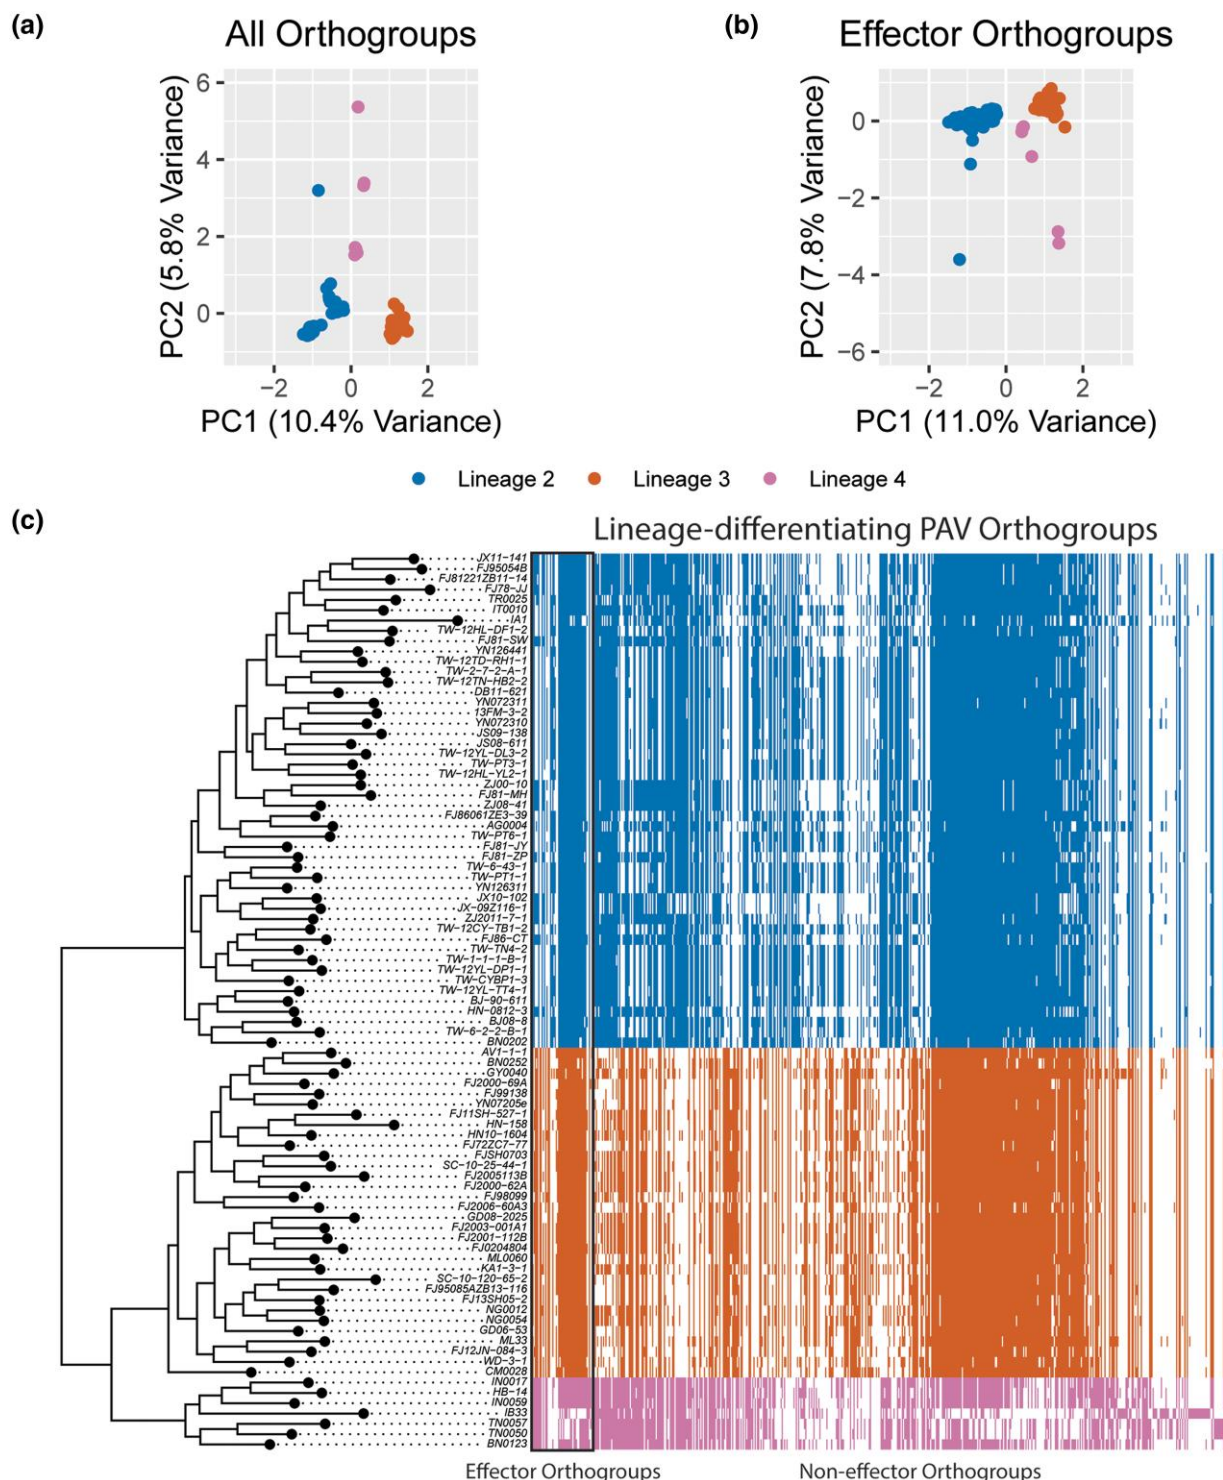 (a)
All Orthogroups
PC2 (5.8% Variance)
6
4
2
0
−2
0
2
PC1 (10.4% Variance)
(b)
Effector Orthogroups
PC2 (7.8% Variance)
0
−2
−4
−6
−2
0
2
PC1 (11.0% Variance)
Lineage 2
Lineage 3
Lineage 4
(c)
Lineage-differentiating PAV Orthogroups
JX11-141
FJ95054B
FJ81221ZB11-14
FJ78-JJ
TR0025
IT0010
IA1
TW-12HL-DF1-2
FJ81-SW
YN126441
TW-12TD-RH1-1
TW-2-7-2-A-1
TW-12TN-HB2-2
DB11-621
YN072311
13FM-3-2
YN072310
JS09-138
JS08-611
TW-12YL-DL3-2
TW-PT3-1
TW-12HL-YL2-1
ZJ00-10
FJ81-MH
ZJ08-41
FJ86061ZE3-39
AG0004
TW-PT6-1
FJ81-JY
FJ81-ZP
TW-6-43-1
TW-PT1-1
YN126311
JX10-102
JX-09Z116-1
ZJ2011-7-1
TW-12CY-TB1-2
FJ86-CT
TW-TN4-2
TW-1-1-1-B-1
TW-12YL-DP1-1
TW-CYBP1-3
TW-12YL-TT4-1
BJ-90-611
HN-0812-3
BJ08-8
TW-6-2-2-B-1
BN0202
AV1-1-1
BN0252
GY0040
FJ2000-69A
FJ99138
YN07205e
FJ11SH-527-1
HN-158
HN10-1604
FJ72ZC7-77
FJSH0703
SC-10-25-44-1
FJ2005113B
FJ2000-62A
FJ98099
FJ2006-60A3
GD08-2025
FJ2003-001A1
FJ2001-112B
FJ0204804
ML0060
KA1-3-1
SC-10-120-65-2
FJ95085AZB13-116
FJ13SH05-2
NG0012
NG0054
GD06-53
ML33
FJ12JN-084-3
WD-3-1
CM0028
IN0017
HB-14
IN0059
IB33
TN0057
TN0050
BN0123
Effector Orthogroups
Non-effector Orthogroups